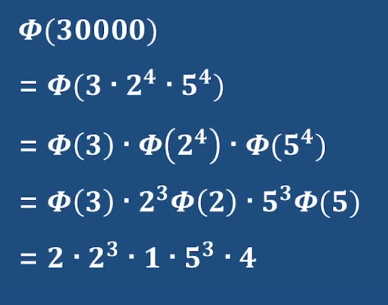 Φ(30000)
= Φ(3 · 2⁴ · 5⁴)
= Φ(3) · Φ(2⁴) · Φ(5⁴)
= Φ(3) · 2³Φ(2) · 5³Φ(5)
= 2 · 2³ · 1 · 5³ · 4